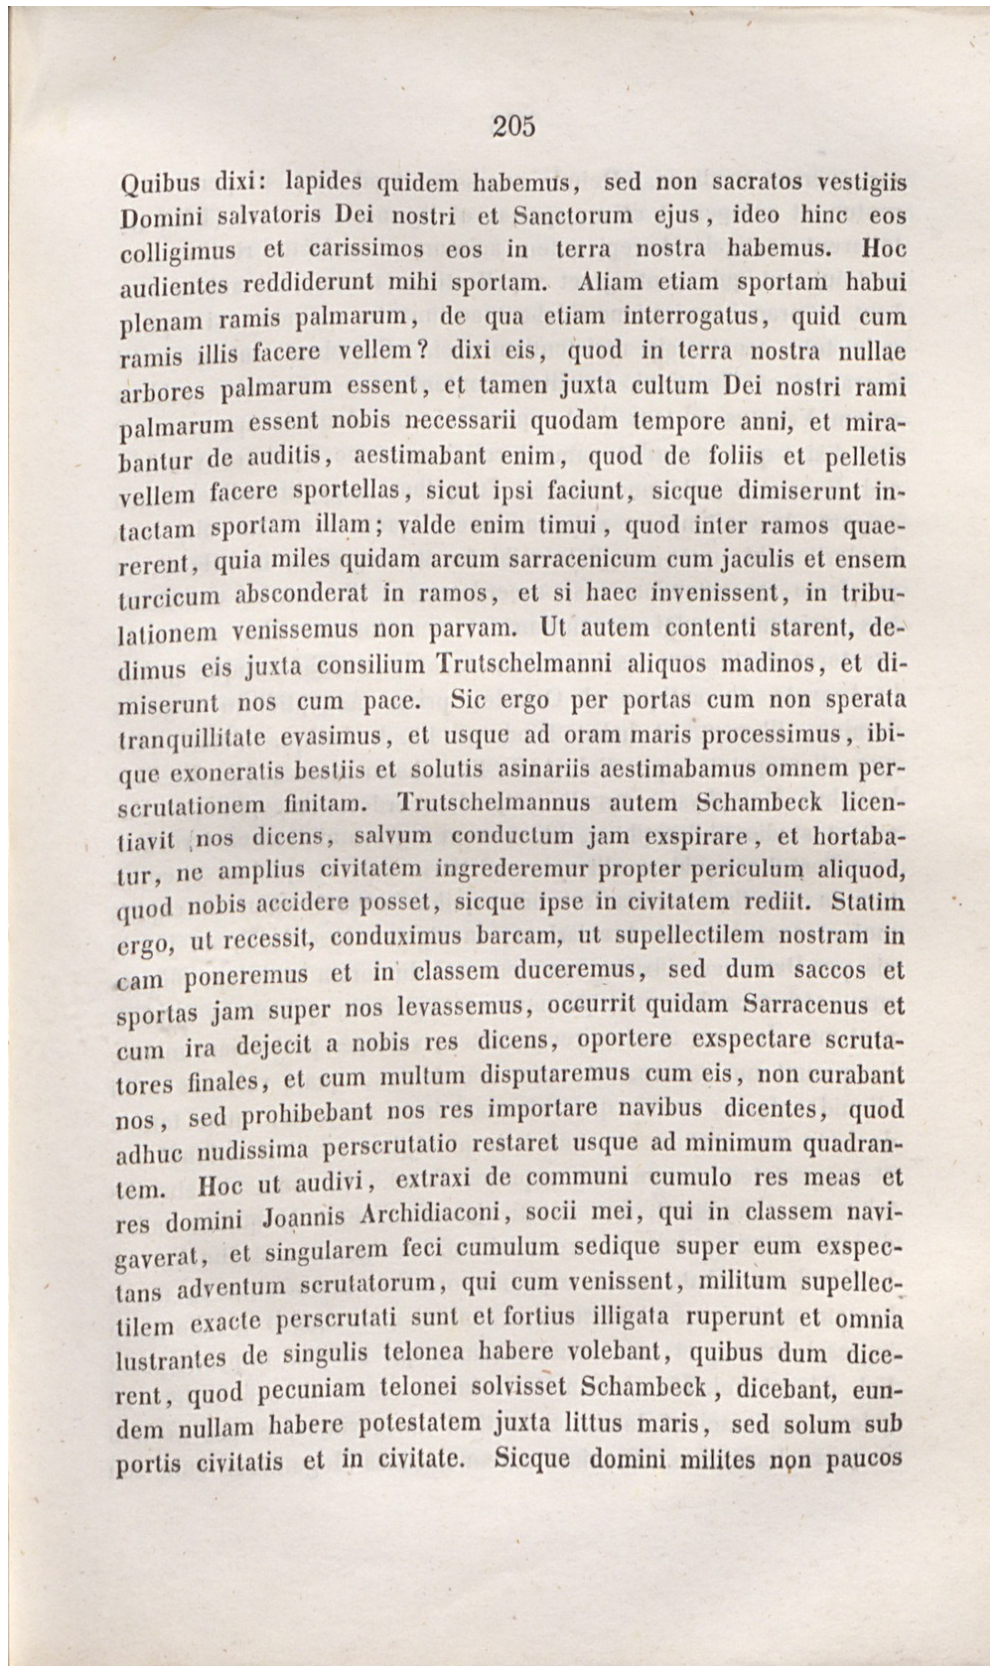 205
Quibus dixi: lapides quidem habemus, sed non sacratos vestigiis
Domini salvatoris Dei nostri et Sanctorum ejus, ideo hinc eos
colligimus et carissimos eos in terra nostra habemus. Hoc
audientes reddiderunt mihi sportam. Aliam etiam sportam habui
plenam ramis palmarum, de qua etiam interrogatus, quid cum
ramis illis facere vellem? dixi eis, quod in terra nostra nullae
arbores palmarum essent, et tamen juxta cultum Dei nostri rami
palmarum essent nobis necessarii quodam tempore anni, et mira-
bantur de auditis, aestimabant enim, quod de foliis et pelletis
vellem facere sportellas, sicut ipsi faciunt, sicque dimiserunt in-
tactam sportam illam; valde enim timui, quod inter ramos quae-
rerent, quia miles quidam arcum sarracenicum cum jaculis et ensem
turcicum absconderat in ramos, et si haec invenissent, in tribu-
lationem venissemus non parvam. Ut autem contenti starent, de-
dimus eis juxta consilium Trutschelmanni aliquos madinos, et di-
miserunt nos cum pace. Sic ergo per portas cum non sperata
tranquillitate evasimus, et usque ad oram maris processimus, ibi-
que exoneratis bestiis et solutis asinariis aestimabamus omnem per-
scrutationem finitam. Trutschelmannus autem Schambeck licen-
tiavit nos dicens, salvum conductum jam exspirare, et hortaba-
tur, ne amplius civitatem ingrederemur propter periculum aliquod,
quod nobis accidere posset, sicque ipse in civitatem rediit. Statim
ergo, ut recessit, conduximus barcam, ut supellectilem nostram in
eam poneremus et in classem duceremus, sed dum saccos et
sportas jam super nos levassemus, occurrit quidam Sarracenus et
cum ira dejecit a nobis res dicens, oportere exspectare scruta-
tores finales, et cum multum disputaremus cum eis, non curabant
nos, sed prohibebant nos res importare navibus dicentes, quod
adhuc nudissima perscrutatio restaret usque ad minimum quadran-
tem. Hoc ut audivi, extraxi de communi cumulo res meas et
res domini Joannis Archidiaconi, socii mei, qui in classem navi-
gaverat, et singularem feci cumulum sedique super eum exspec-
tans adventum scrutatorum, qui cum venissent, militum supellec-
tilem exacte perscrutati sunt et fortius illigata ruperunt et omnia
lustrantes de singulis telonea habere volebant, quibus dum dice-
rent, quod pecuniam telonei solvisset Schambeck, dicebant, eun-
dem nullam habere potestatem juxta littus maris, sed solum sub
portis civitatis et in civitate. Sicque domini milites non paucos